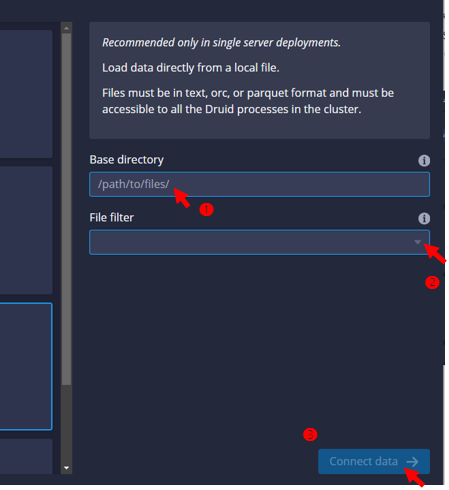 Recommended only in single server deployments.
Load data directly from a local file.
Files must be in text, orc, or parquet format and must be
accessible to all the Druid processes in the cluster.
Base directory
/path/to/files/
1
File filter
2
3
Connect data